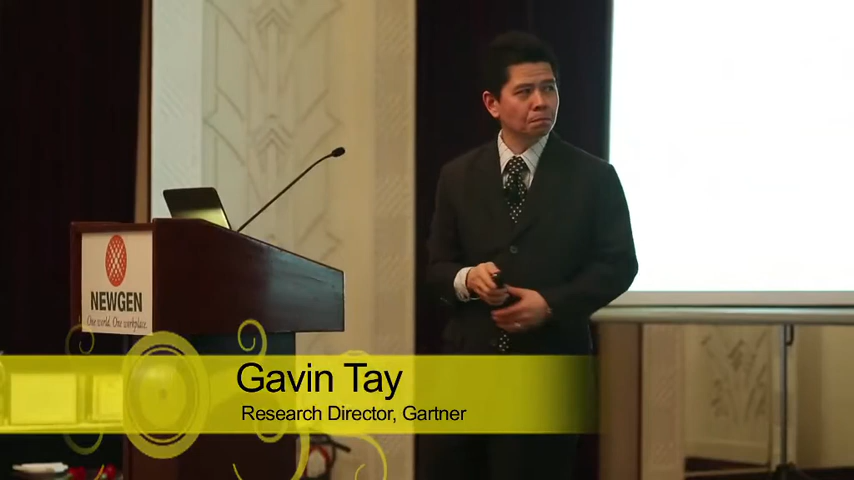 NEWGEN
One world. One workplace.
Gavin Tay
Research Director, Gartner